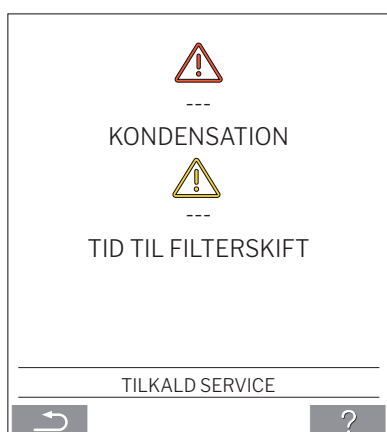 ---
KONDENSATION
---
TID TIL FILTERSKIFT
TILKALD SERVICE
?